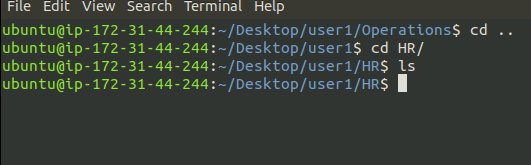 File Edit View Search Terminal Help
ubuntu@ip-172-31-44-244:~/Desktop/user1/Operations$ cd ..
ubuntu@ip-172-31-44-244:~/Desktop/user1$ cd HR/
ubuntu@ip-172-31-44-244:~/Desktop/user1/HR$ ls
ubuntu@ip-172-31-44-244:~/Desktop/user1/HR$